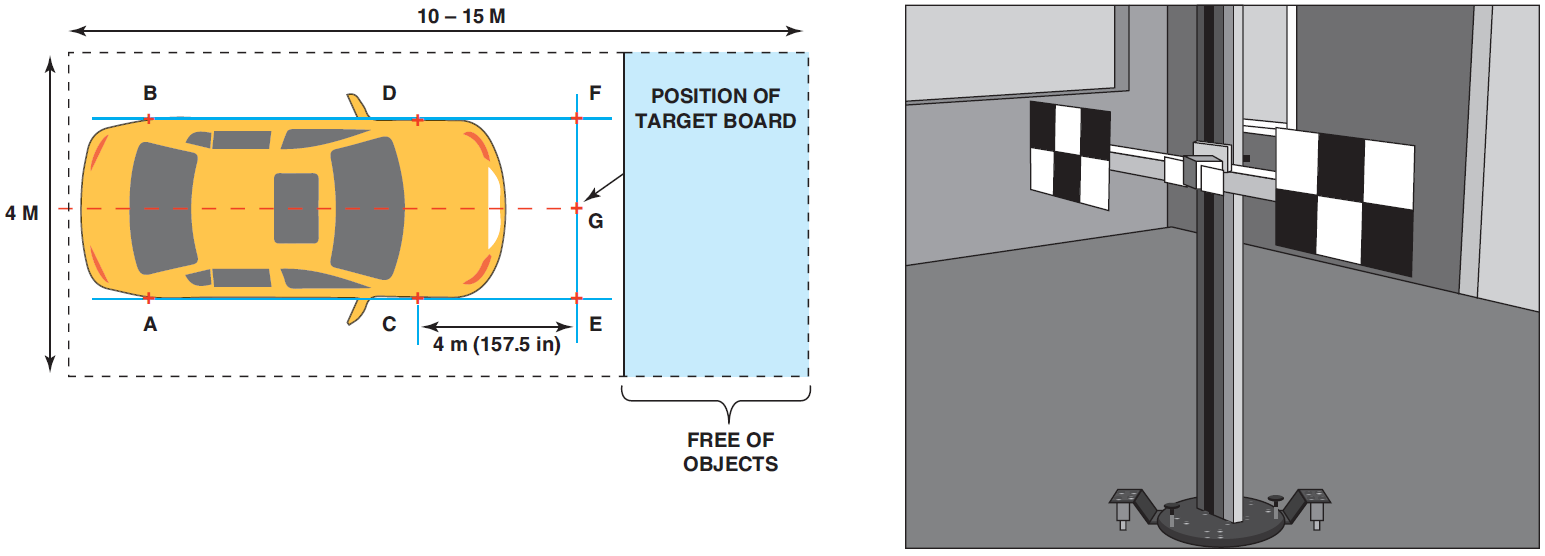 10 – 15 M
B
D
F
POSITION OF
TARGET BOARD
4 M
G
A
C
E
4 m (157.5 in)
FREE OF
OBJECTS